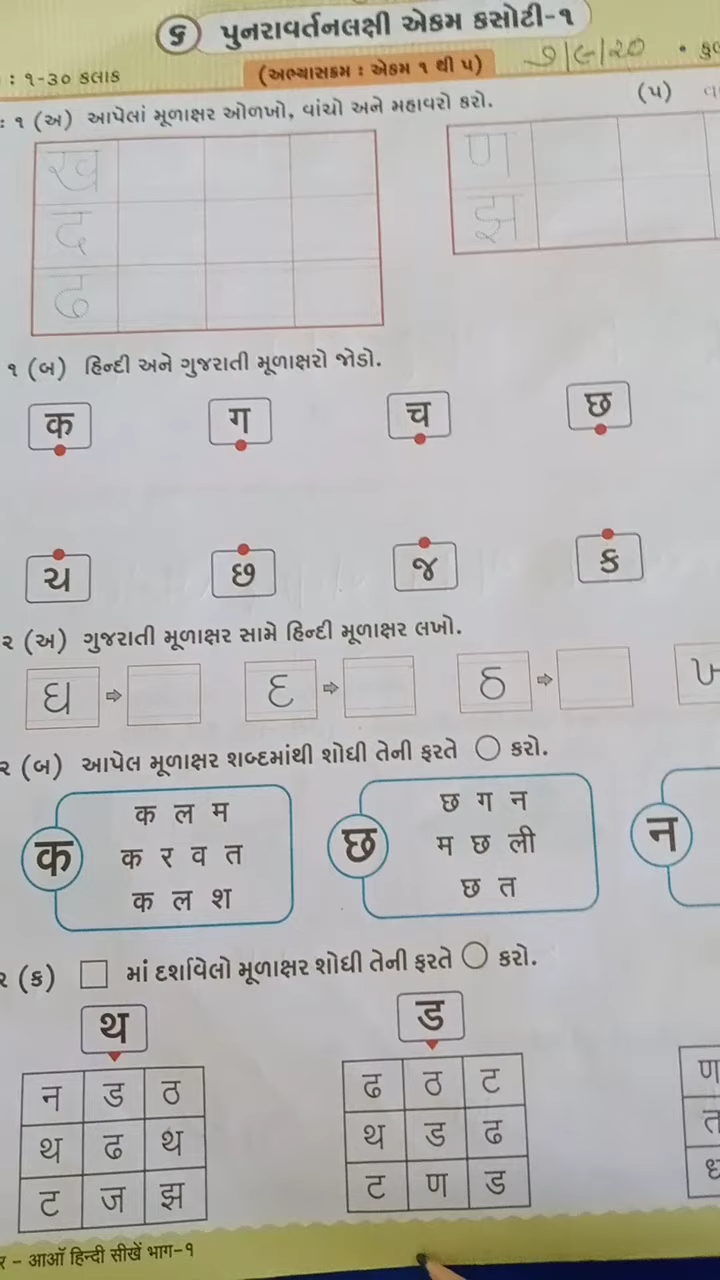 ૬ પુનરાવર્તનલક્ષી એકમ કસોટી-૧
: ૧-૩૦ કલાક (અભ્યાસક્રમ : એકમ ૧ થી ૫)
૧ (અ) આપેલાં મૂળાક્ષર ઓળખો, વાંચો અને મહાવરો કરો. (૫)
ख ण
द झ
ढ
૧ (બ) હિન્દી અને ગુજરાતી મૂળાક્ષરો જોડો.
क ग च छ
ચ છ જ ક
૨ (અ) ગુજરાતી મૂળાક્ષર સામે હિન્દી મૂળાક્ષર લખો.
ઘ ⇨ દ ⇨ ઠ ⇨
૨ (બ) આપેલ મૂળાક્ષર શબ્દમાંથી શોધી તેની ફરતે ○ કરો.
क ल म छ ग न
क क र व त छ म छ ली न
क ल श छ त
૨ (ક) □ માં દર્શાવેલો મૂળાક્ષર શોધી તેની ફરતે ○ કરો.
थ ड
न ड ठ ढ ठ ट ण
थ ढ थ थ ड ढ
ट ज झ ट ण ड
- આઓ હિન્દી સીખેં ભાગ-૧